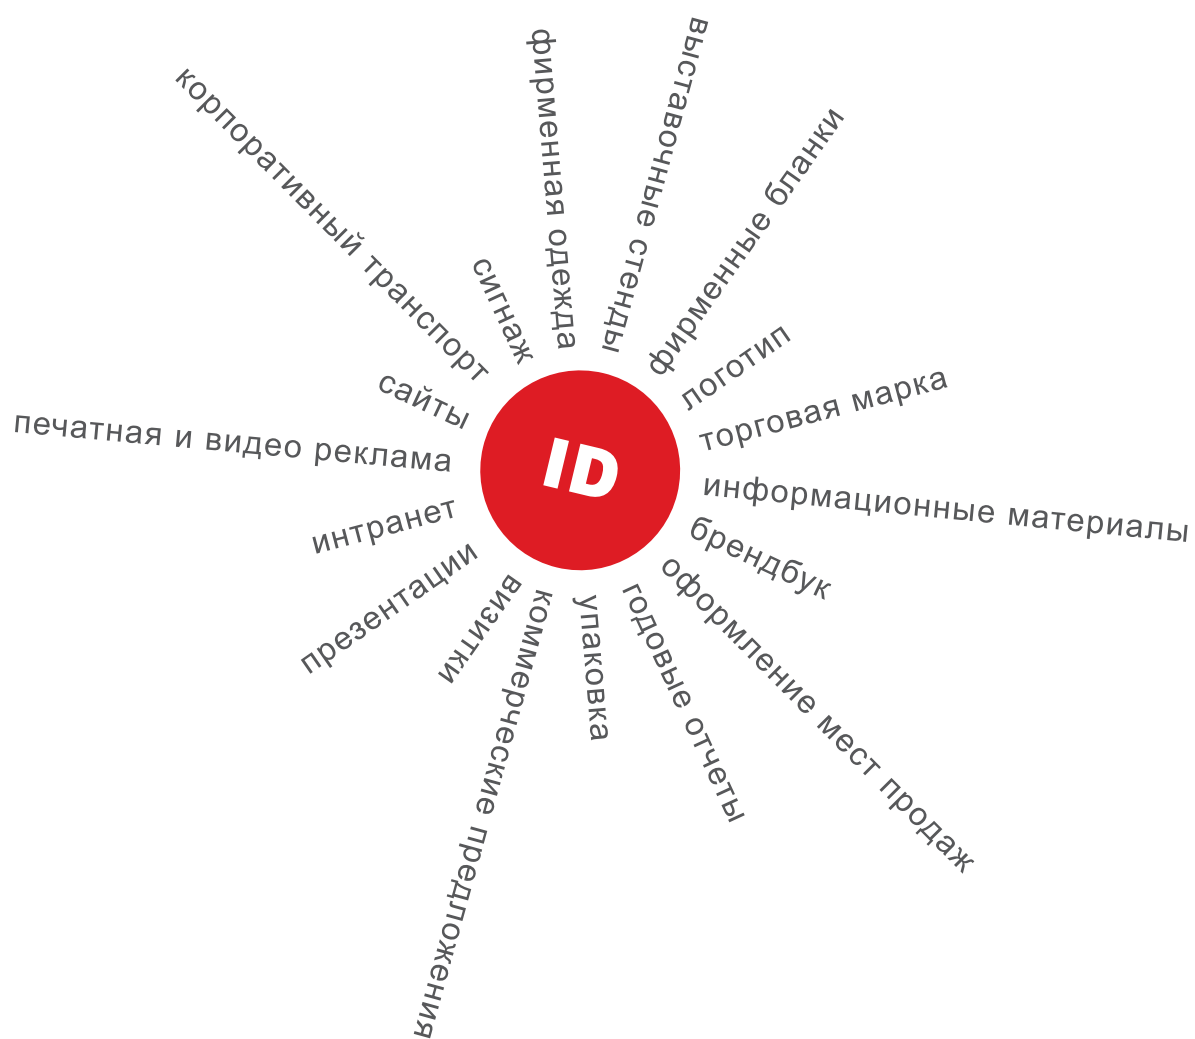 ID
выставочные стенды
фирменные бланки
логотип
торговая марка
информационные материалы
брендбук
оформление мест продаж
годовые отчеты
упаковка
коммерческие предложения
визитки
презентации
интранет
печатная и видео реклама
сайты
корпоративный транспорт
сигнаж
фирменная одежда